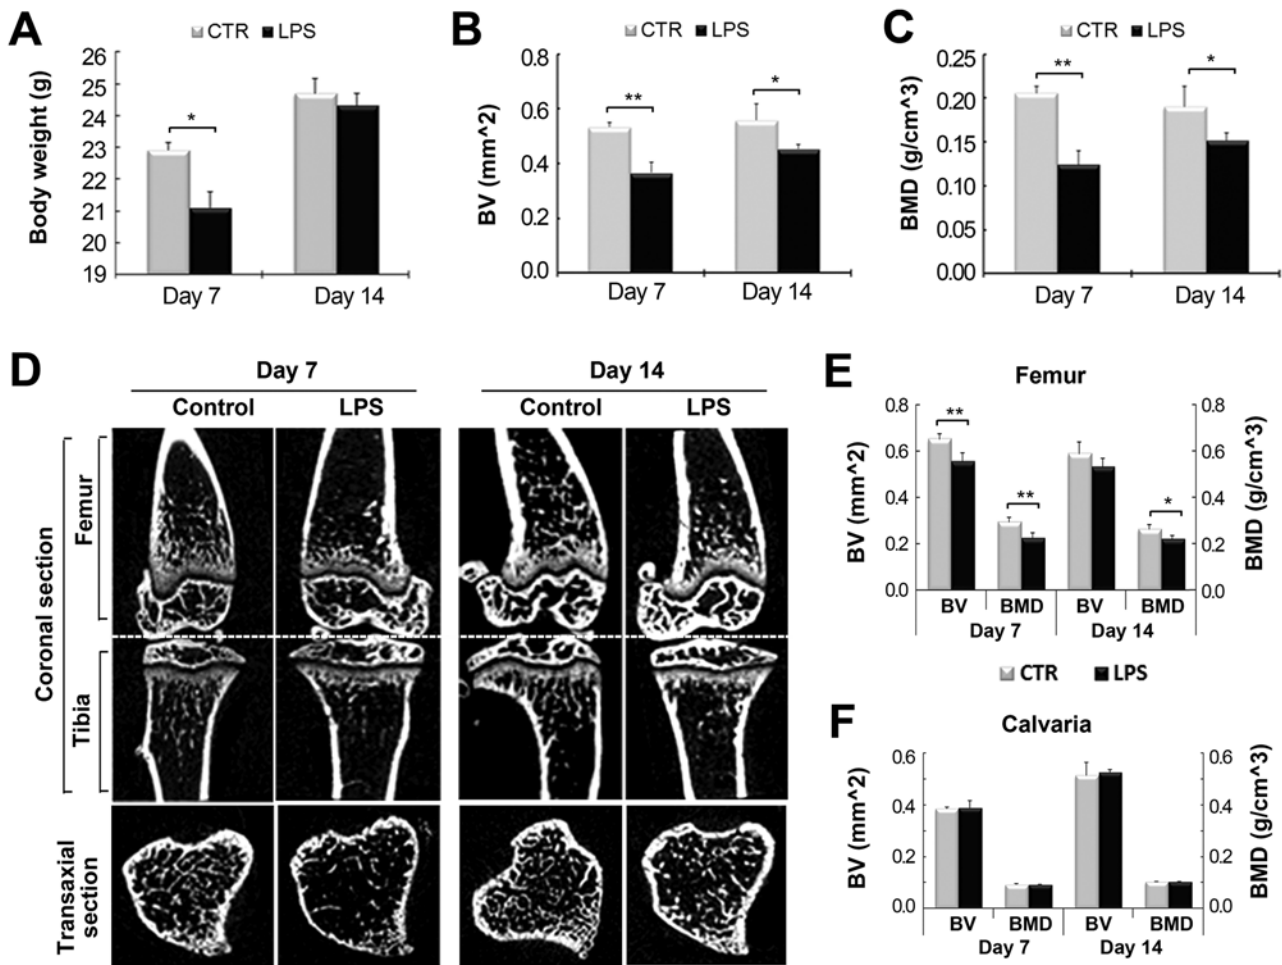 A
CTR LPS
Body weight (g)
26
25
24
23
22
21
20
19
*
Day 7 Day 14
B
CTR LPS
BV (mm^2)
0.8
0.6
0.4
0.2
0.0
** *
Day 7 Day 14
C
CTR LPS
BMD (g/cm^3)
0.25
0.20
0.15
0.10
0.05
0.00
** *
Day 7 Day 14
D
Day 7 Day 14
Control LPS Control LPS
Coronal section
Femur
Tibia
Transaxial
section
E
Femur
BV (mm^2)
0.8
0.6
0.4
0.2
0.0
** ** *
0.8
0.6
0.4
0.2
0.0
BMD (g/cm^3)
BV BMD BV BMD
Day 7 Day 14
CTR LPS
F
Calvaria
BV (mm^2)
0.6
0.4
0.2
0.0
0.6
0.4
0.2
0.0
BMD (g/cm^3)
BV BMD BV BMD
Day 7 Day 14